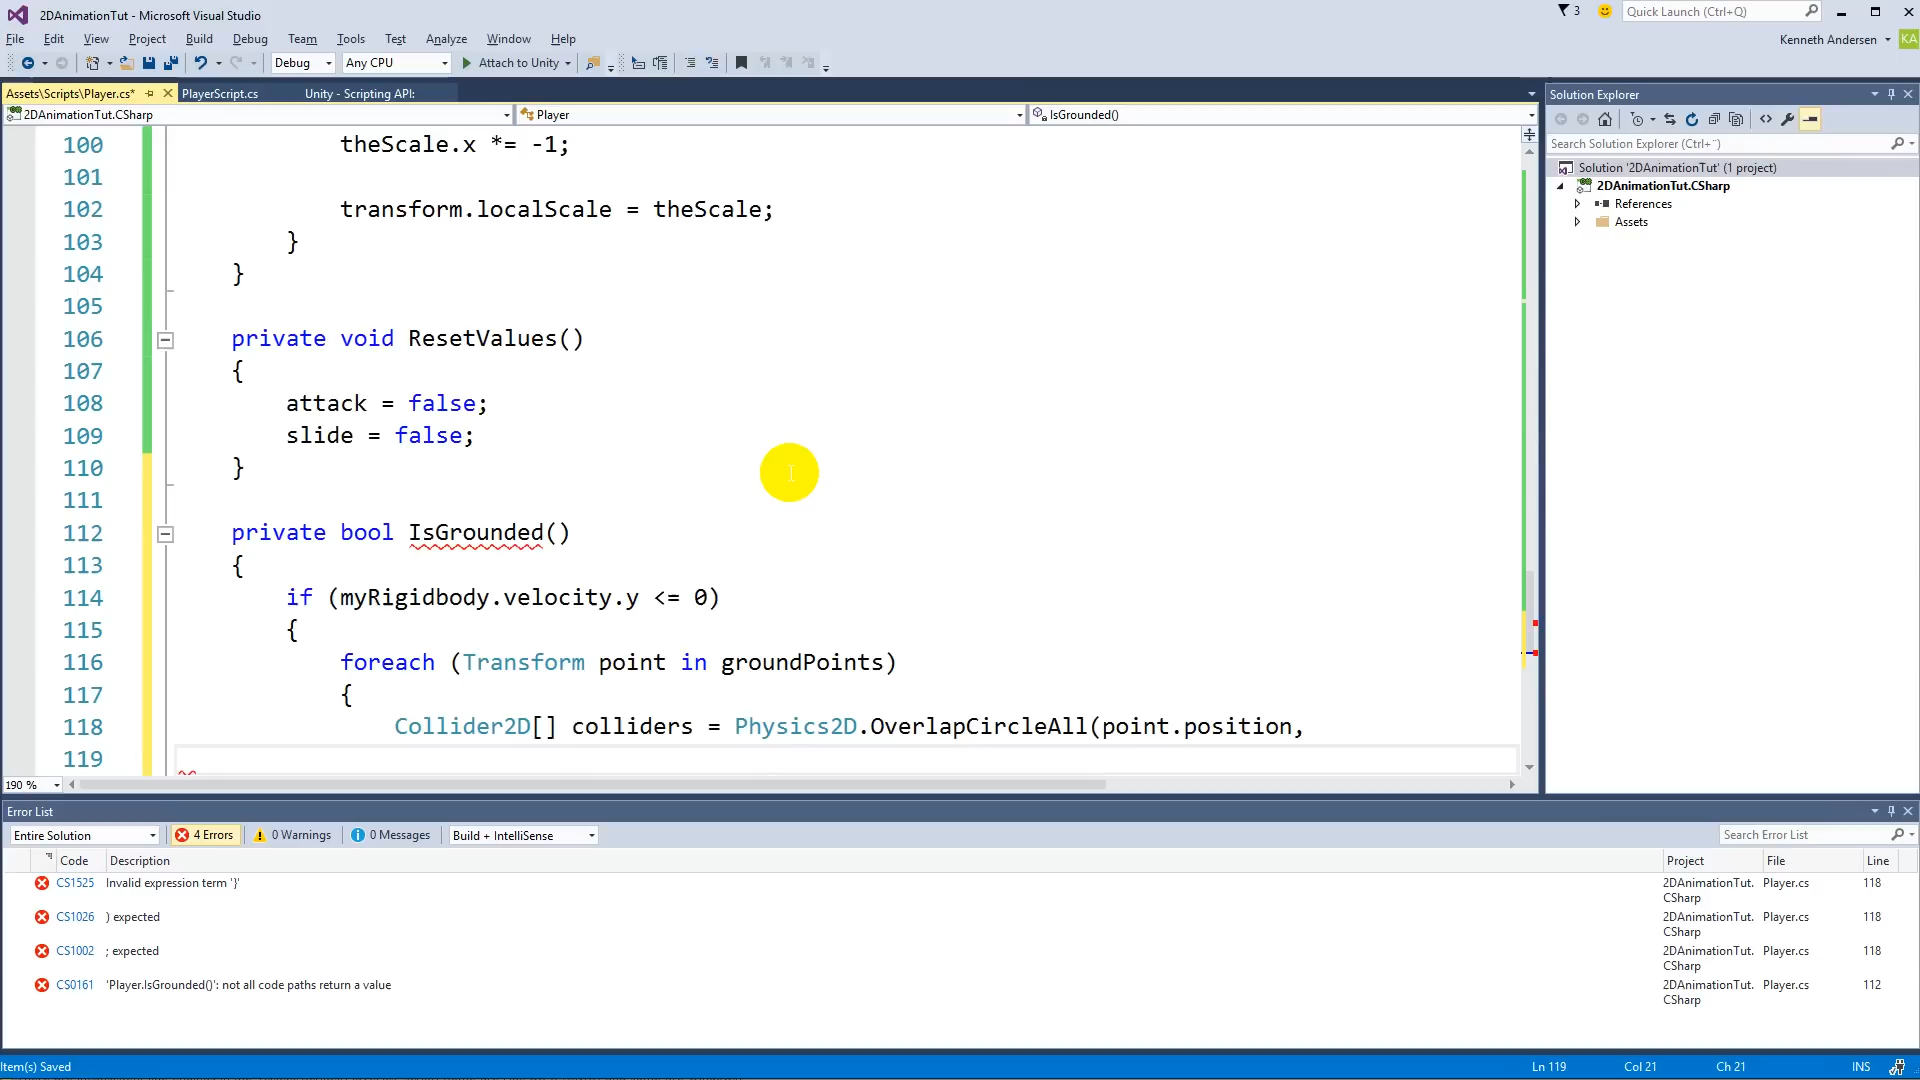 2DAnimationTut - Microsoft Visual Studio
3
Quick Launch (Ctrl+Q)
File Edit View Project Build Debug Team Tools Test Analyze Window Help
Kenneth Andersen
KA
Debug
Any CPU
Attach to Unity
Assets\Scripts\Player.cs*
PlayerScript.cs
Unity - Scripting API:
2DAnimationTut.CSharp
Player
IsGrounded()
100 theScale.x *= -1;
101
102 transform.localScale = theScale;
103 }
104 }
105
106 private void ResetValues()
107 {
108 attack = false;
109 slide = false;
110 }
111
112 private bool IsGrounded()
113 {
114 if (myRigidbody.velocity.y <= 0)
115 {
116 foreach (Transform point in groundPoints)
117 {
118 Collider2D[] colliders = Physics2D.OverlapCircleAll(point.position,
119
190 %
Solution Explorer
Search Solution Explorer (Ctrl+¨)
Solution '2DAnimationTut' (1 project)
2DAnimationTut.CSharp
References
Assets
Error List
Entire Solution
4 Errors
0 Warnings
0 Messages
Build + IntelliSense
Search Error List
Code Description Project File Line
CS1525 Invalid expression term '}' 2DAnimationTut. Player.cs 118
CSharp
CS1026 ) expected 2DAnimationTut. Player.cs 118
CSharp
CS1002 ; expected 2DAnimationTut. Player.cs 118
CSharp
CS0161 'Player.IsGrounded()': not all code paths return a value 2DAnimationTut. Player.cs 112
CSharp
Item(s) Saved
Ln 119
Col 21
Ch 21
INS